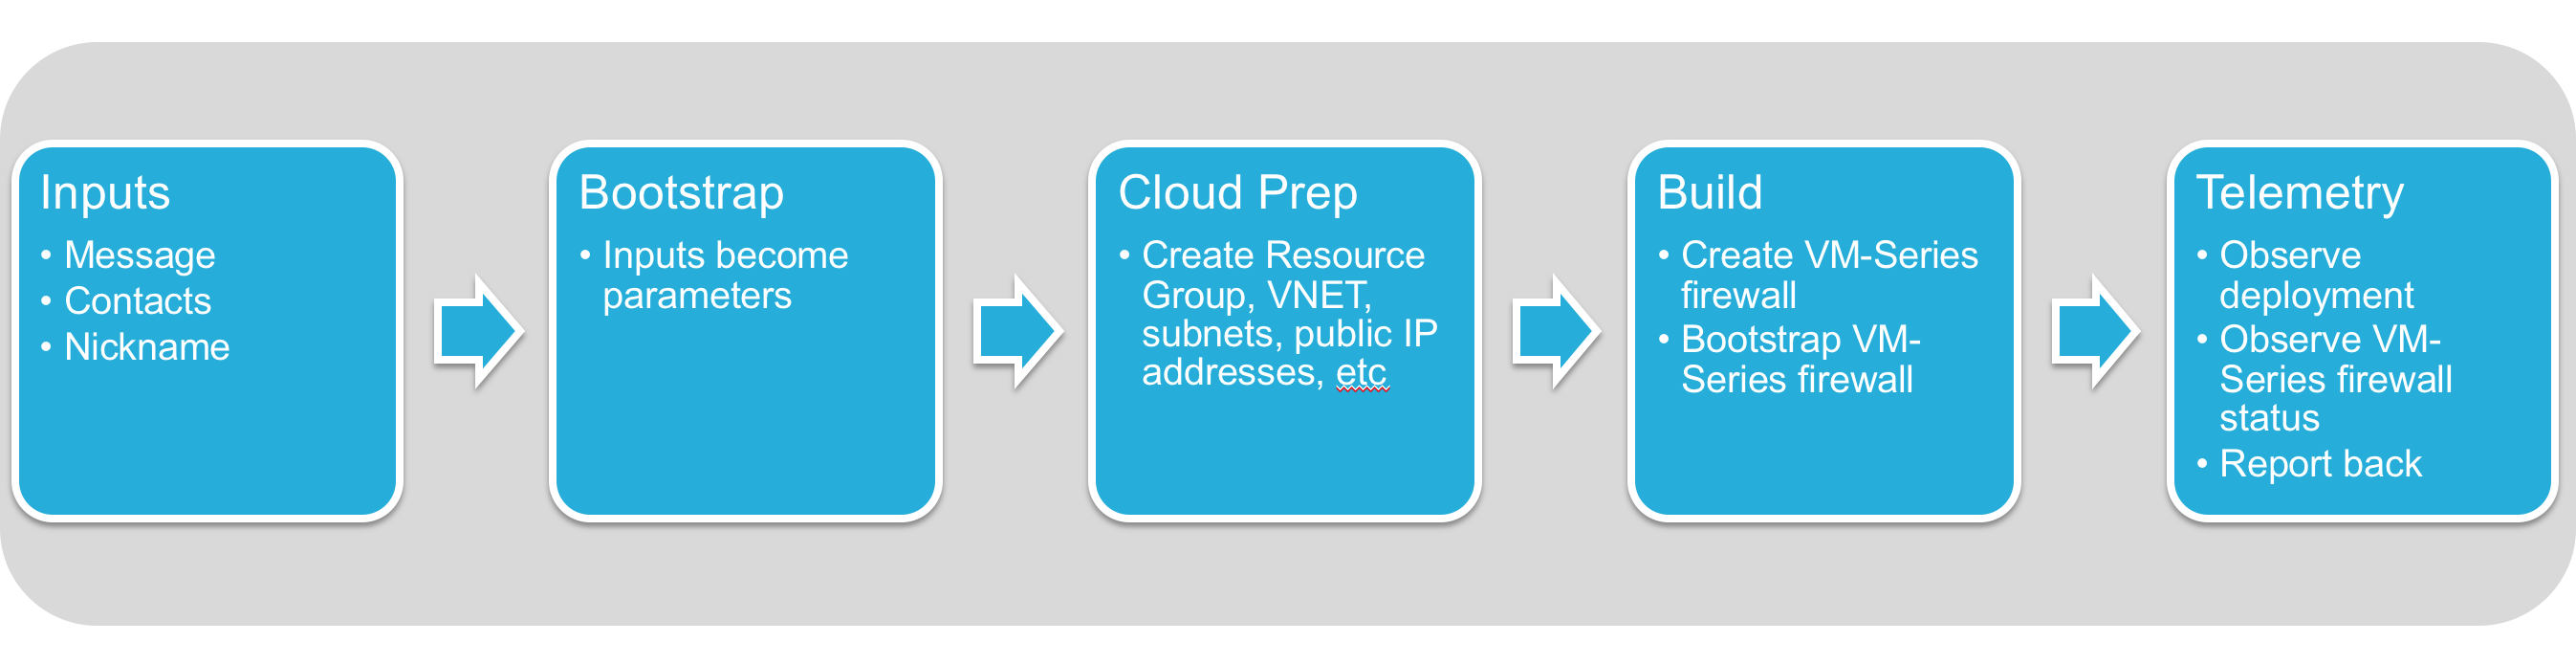 Inputs
• Message
• Contacts
• Nickname
Bootstrap
• Inputs become
parameters
Cloud Prep
• Create Resource
Group, VNET,
subnets, public IP
addresses, etc
Build
• Create VM-Series
firewall
• Bootstrap VM-
Series firewall
Telemetry
• Observe
deployment
• Observe VM-
Series firewall
status
• Report back